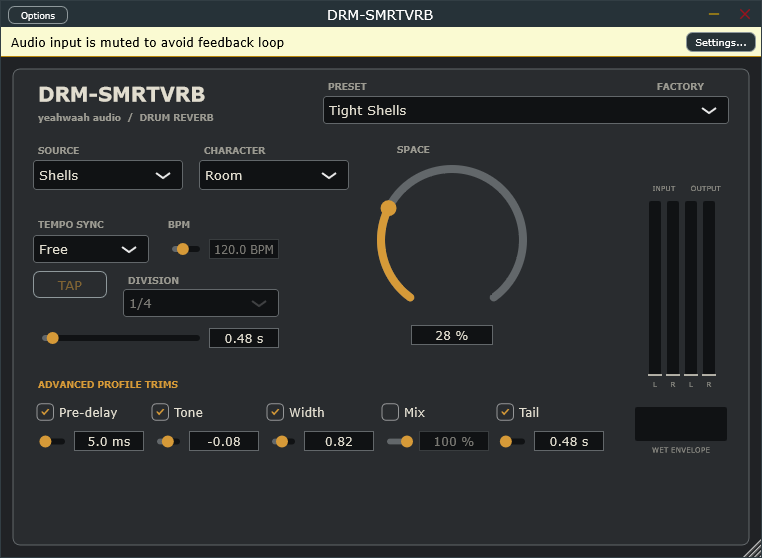 Options
DRM-SMRTVRB
Audio input is muted to avoid feedback loop
Settings...
DRM-SMRTVRB
yeahwaah audio / DRUM REVERB
PRESET
FACTORY
Tight Shells
SOURCE
CHARACTER
SPACE
Shells
Room
INPUT OUTPUT
TEMPO SYNC
BPM
Free
120.0 BPM
TAP
DIVISION
1/4
0.48 s
28 %
L R L R
ADVANCED PROFILE TRIMS
Pre-delay
Tone
Width
Mix
Tail
5.0 ms
-0.08
0.82
100 %
0.48 s
WET ENVELOPE